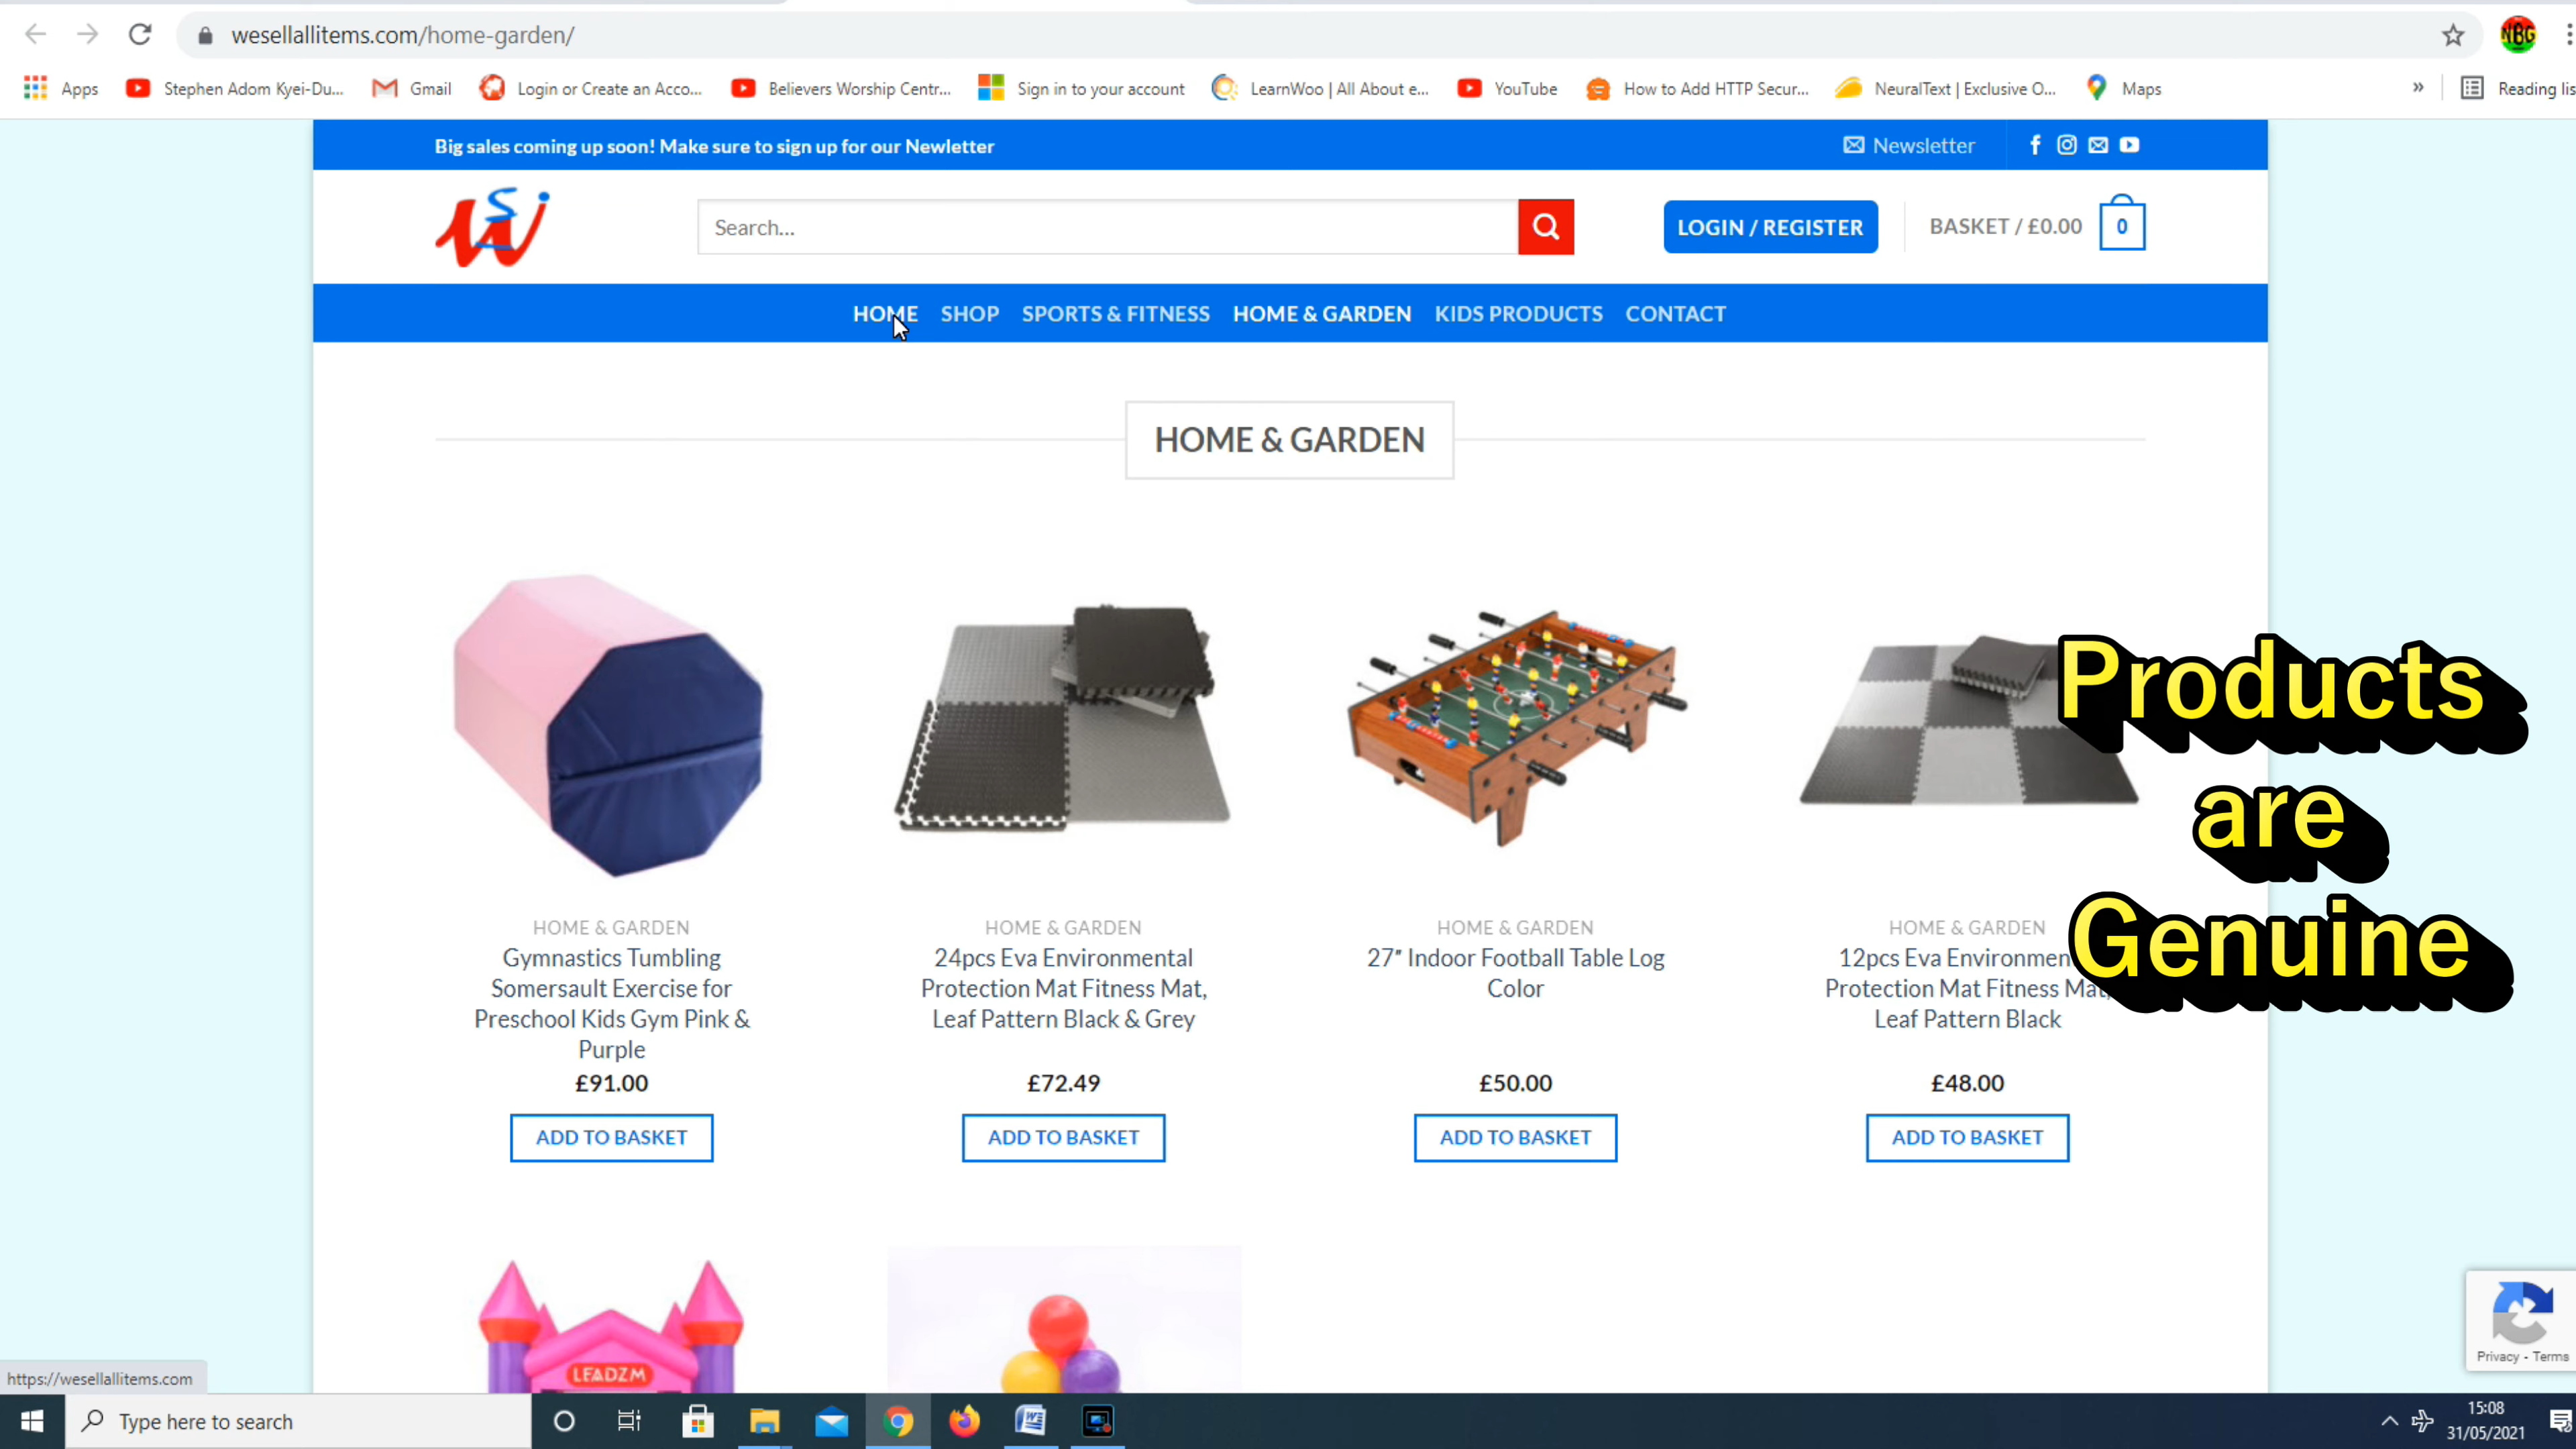 wesellallitems.com/home-garden/
NBG
Apps
Stephen Adom Kyei-Du...
Gmail
Login or Create an Acco...
Believers Worship Centr...
Sign in to your account
LearnWoo | All About e...
YouTube
How to Add HTTP Secur...
NeuralText | Exclusive O...
Maps
»
Reading lis
Big sales coming up soon! Make sure to sign up for our Newletter
Newsletter
Search...
LOGIN / REGISTER
BASKET / £0.00
0
HOME SHOP SPORTS & FITNESS HOME & GARDEN KIDS PRODUCTS CONTACT
HOME & GARDEN
HOME & GARDEN
Gymnastics Tumbling
Somersault Exercise for
Preschool Kids Gym Pink &
Purple
£91.00
ADD TO BASKET
HOME & GARDEN
24pcs Eva Environmental
Protection Mat Fitness Mat,
Leaf Pattern Black & Grey
£72.49
ADD TO BASKET
HOME & GARDEN
27″ Indoor Football Table Log
Color
£50.00
ADD TO BASKET
HOME & GARDEN
12pcs Eva Environmen
Protection Mat Fitness Mat,
Leaf Pattern Black
£48.00
ADD TO BASKET
Products
are
Genuine
LEADZM
Privacy - Terms
https://wesellallitems.com
Type here to search
15:08
31/05/2021